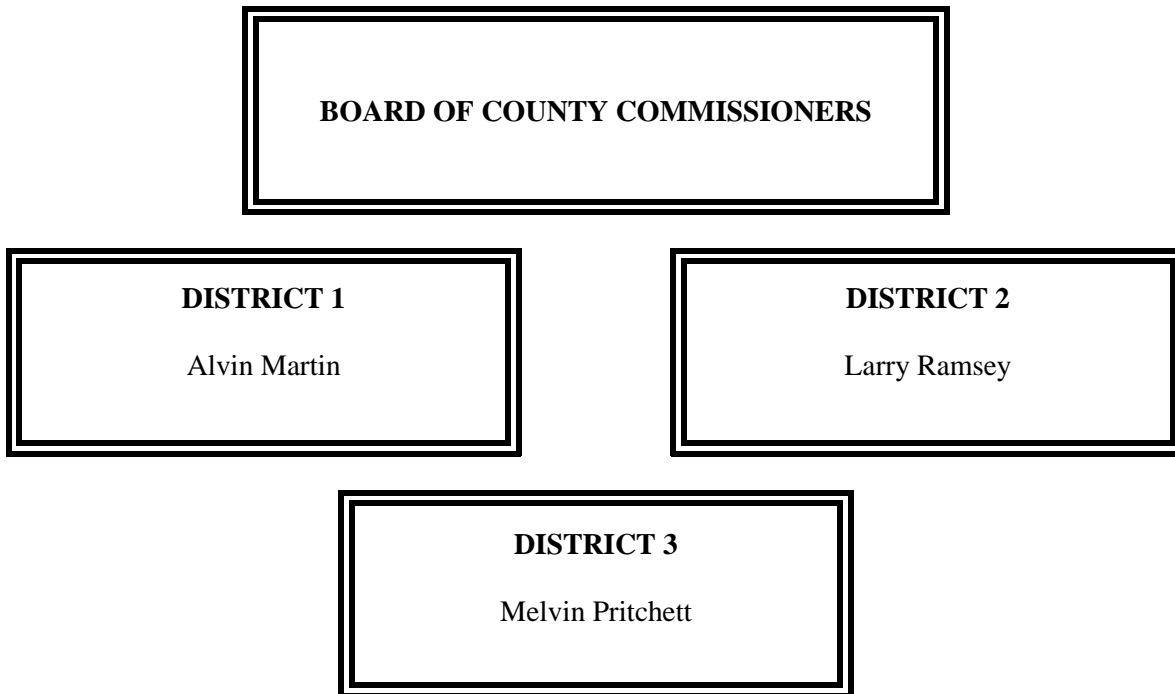 BOARD OF COUNTY COMMISSIONERS
DISTRICT 1
Alvin Martin
DISTRICT 2
Larry Ramsey
DISTRICT 3
Melvin Pritchett